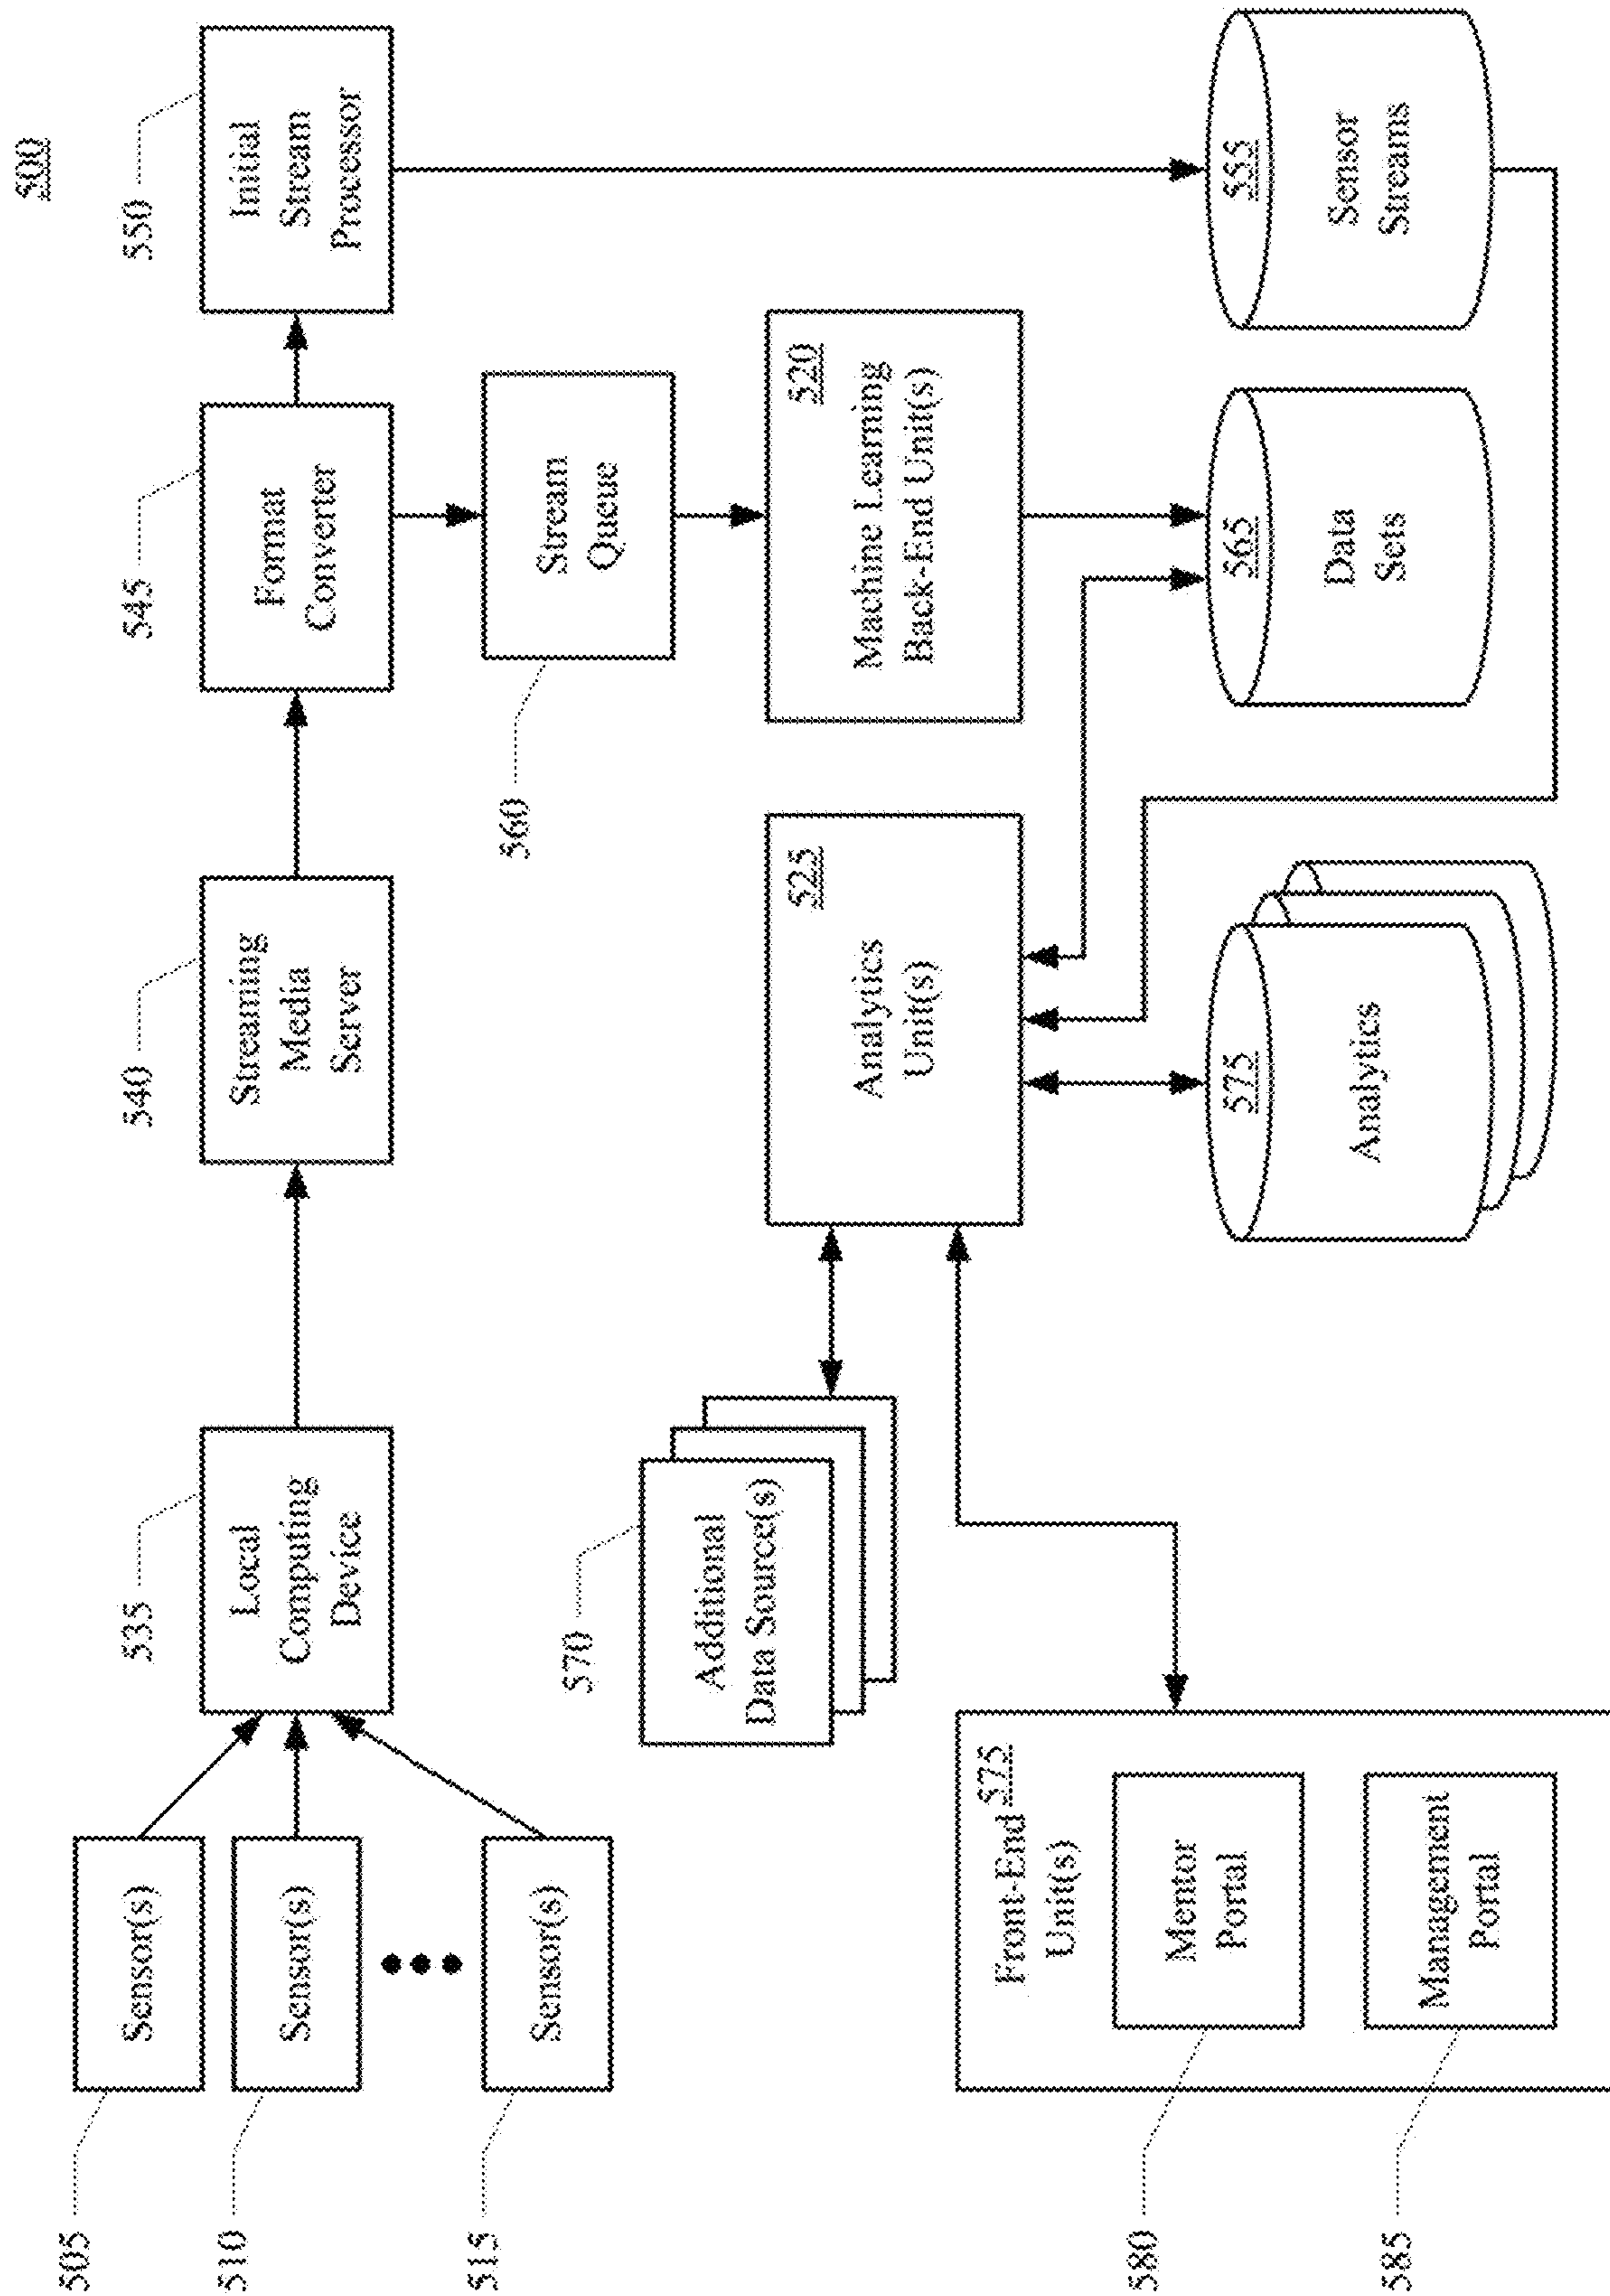 500
505
Sensor(s)
510
Sensor(s)
515
Sensor(s)
535
Local
Computing
Device
540
Streaming
Media
Server
545
Format
Converter
550
Initial
Stream
Processor
560
Stream
Queue
570
Additional
Data Source(s)
525
Analytics
Unit(s)
520
Machine Learning
Back-End Unit(s)
575
Front-End
Unit(s)
580
Mentor
Portal
585
Management
Portal
575
Analytics
565
Data
Sets
555
Sensor
Streams